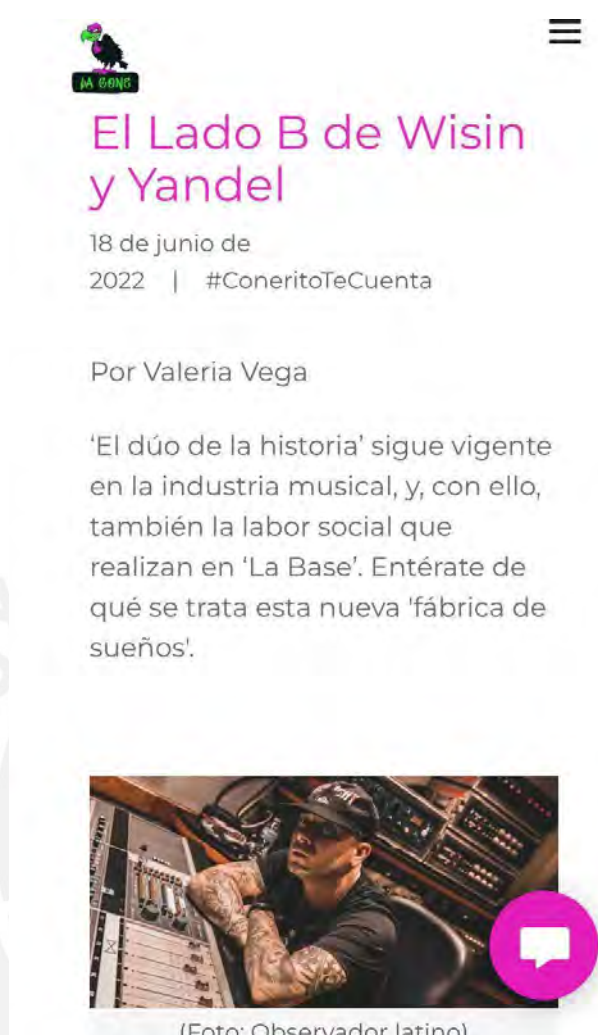 LA CONE
El Lado B de Wisin
y Yandel
18 de junio de
2022 | #ConeritoTeCuenta
Por Valeria Vega
‘El dúo de la historia’ sigue vigente
en la industria musical, y, con ello,
también la labor social que
realizan en ‘La Base’. Entérate de
qué se trata esta nueva 'fábrica de
sueños'.
(Foto: Observador latino)